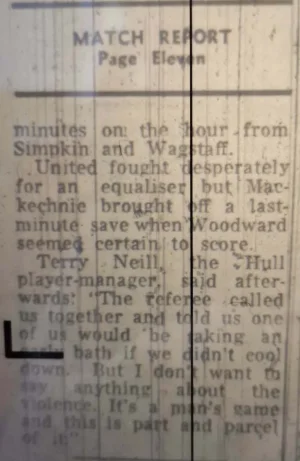 MATCH REPORT
Page Eleven
minutes on the hour from
Simpkin and Wagstaff.
United fought desperately
for an equaliser but Mac-
kechnie brought off a last-
minute save when Woodward
seemed certain to score.
Terry Neill, the Hull
player-manager, said after-
wards: "The referee called
us together and told us one
of us would be taking an
bath if we didn't cool
down. But I don't want to
say anything about the
violence. It's a man's game
and this is part and parcel
of it"